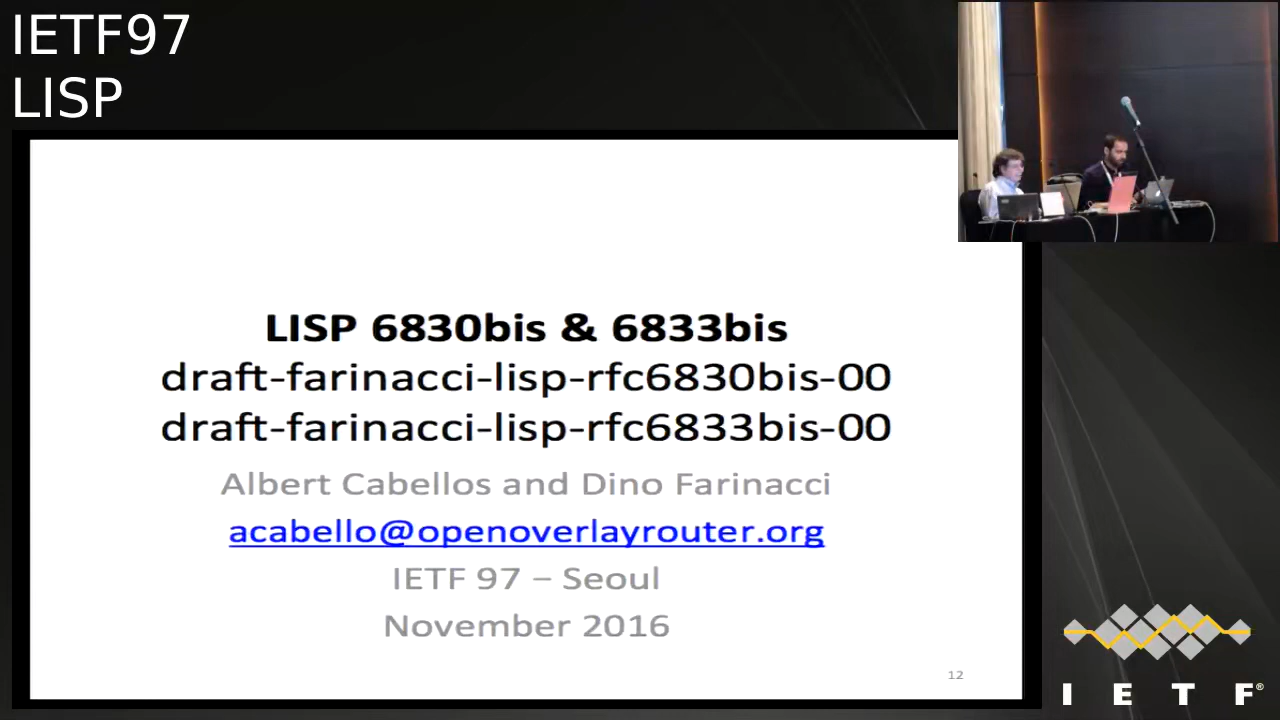 IETF97
LISP
LISP 6830bis & 6833bis
draft-farinacci-lisp-rfc6830bis-00
draft-farinacci-lisp-rfc6833bis-00
Albert Cabellos and Dino Farinacci
acabello@openoverlayrouter.org
IETF 97 – Seoul
November 2016
12
I E T F®